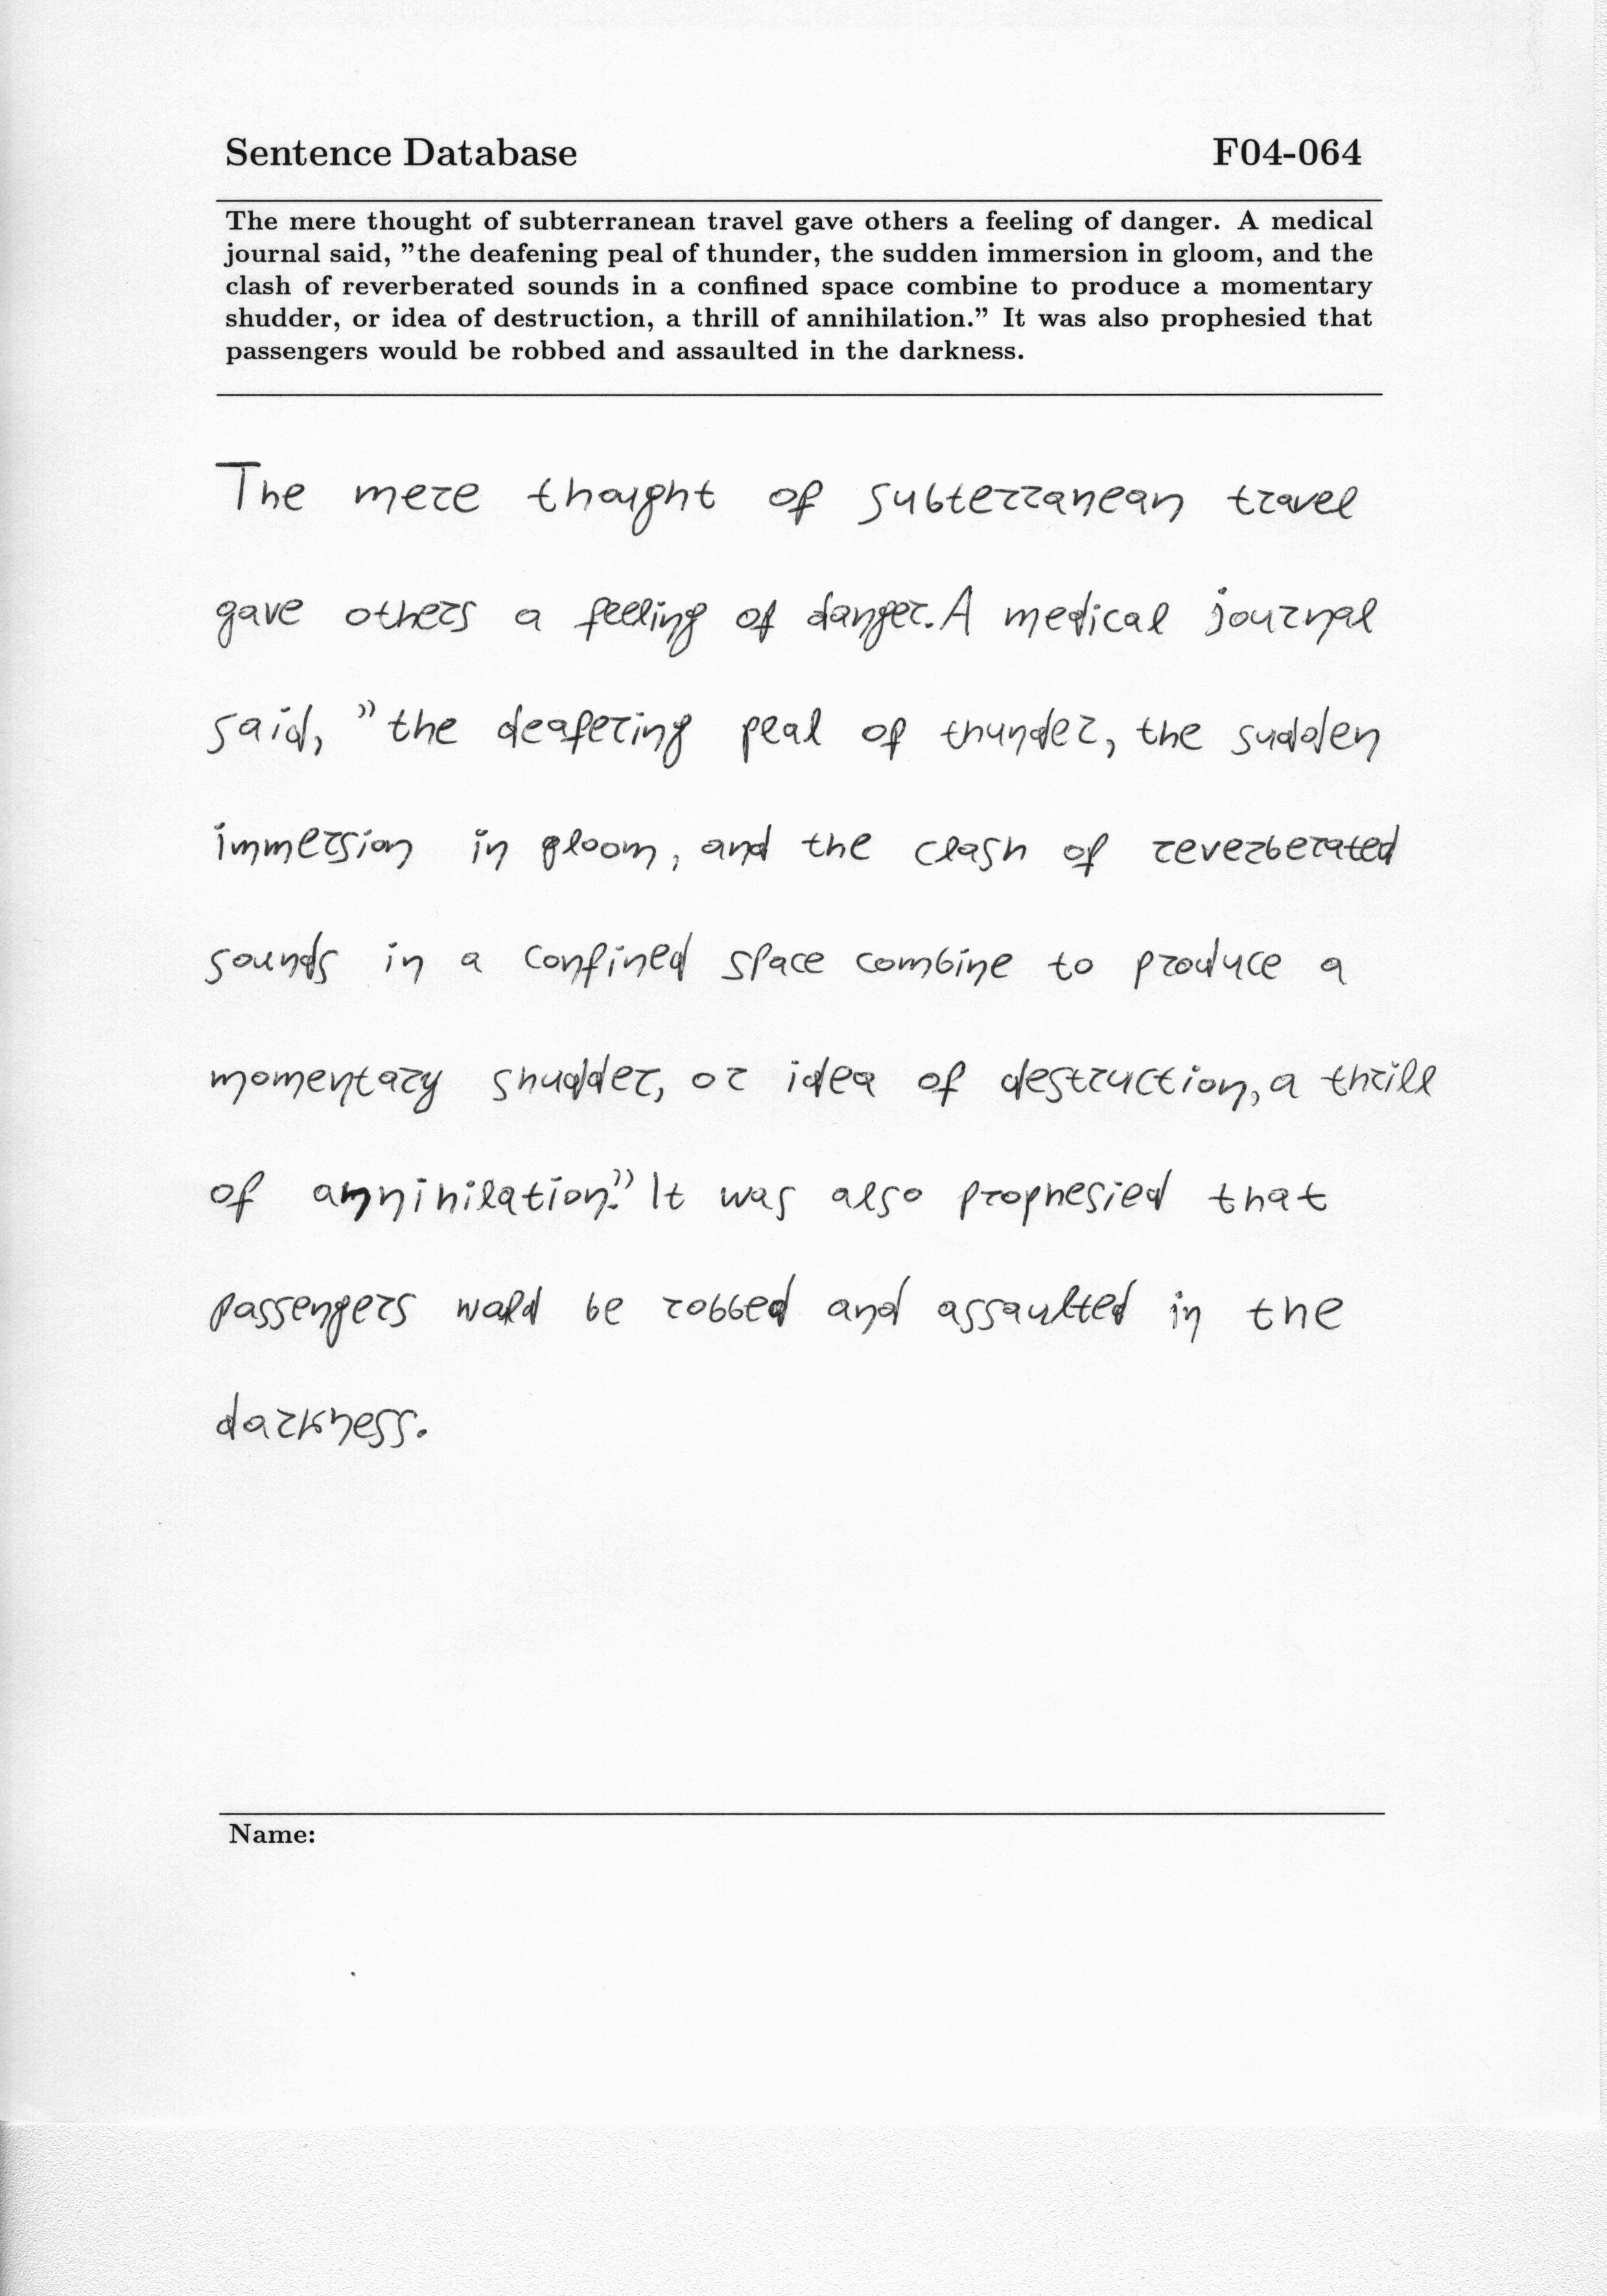 Sentence Database F04-064
The mere thought of subterranean travel gave others a feeling of danger. A medical
journal said, "the deafening peal of thunder, the sudden immersion in gloom, and the
clash of reverberated sounds in a confined space combine to produce a momentary
shudder, or idea of destruction, a thrill of annihilation." It was also prophesied that
passengers would be robbed and assaulted in the darkness.
The mere thought of subterranean travel
gave others a feeling of danger. A medical journal
said, "the deafering peal of thunder, the sudden
immersion in gloom, and the clash of reverberated
sounds in a confined space combine to produce a
momentary shudder, or idea of destruction, a thrill
of annihilation." It was also prophesied that
passengers would be robbed and assaulted in the
darkness.
Name: